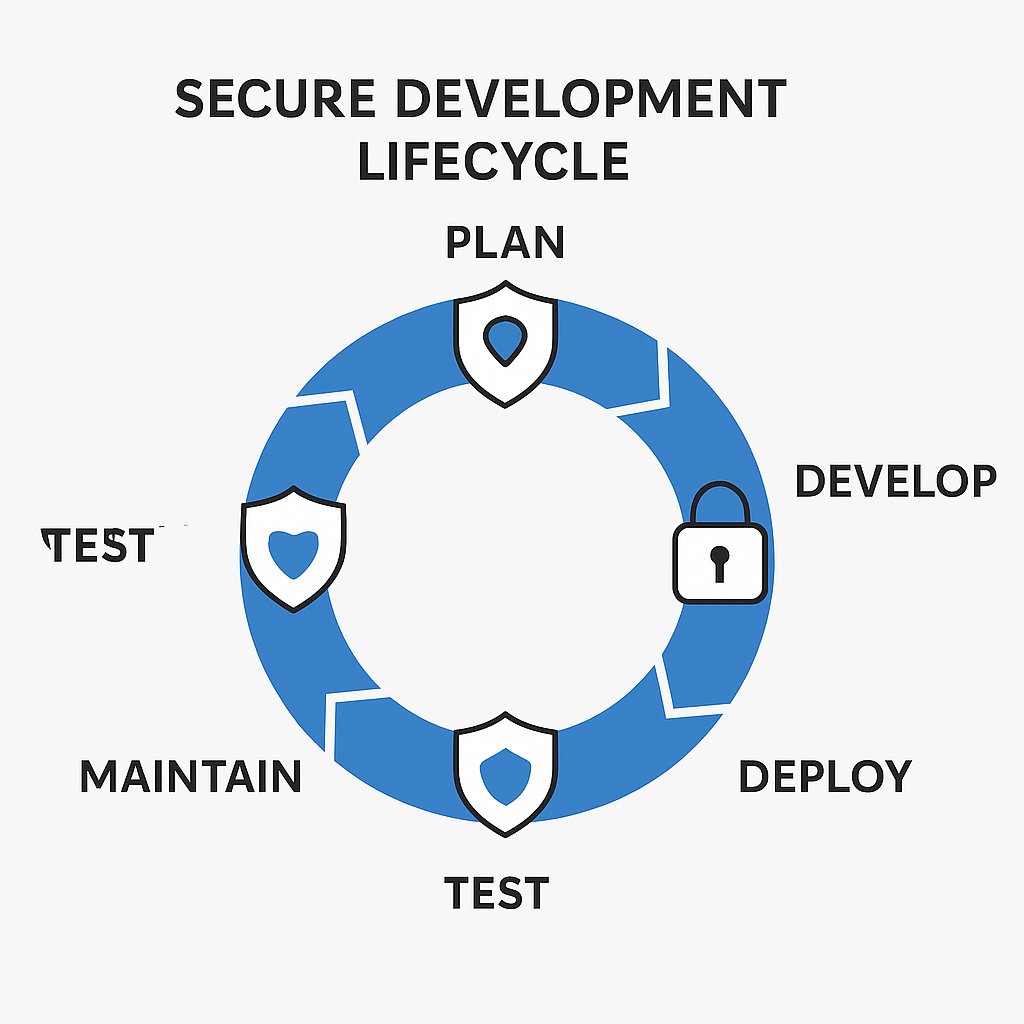 SECURE DEVELOPMENT
LIFECYCLE
PLAN
DEVELOP
TEST
MAINTAIN
DEPLOY
TEST